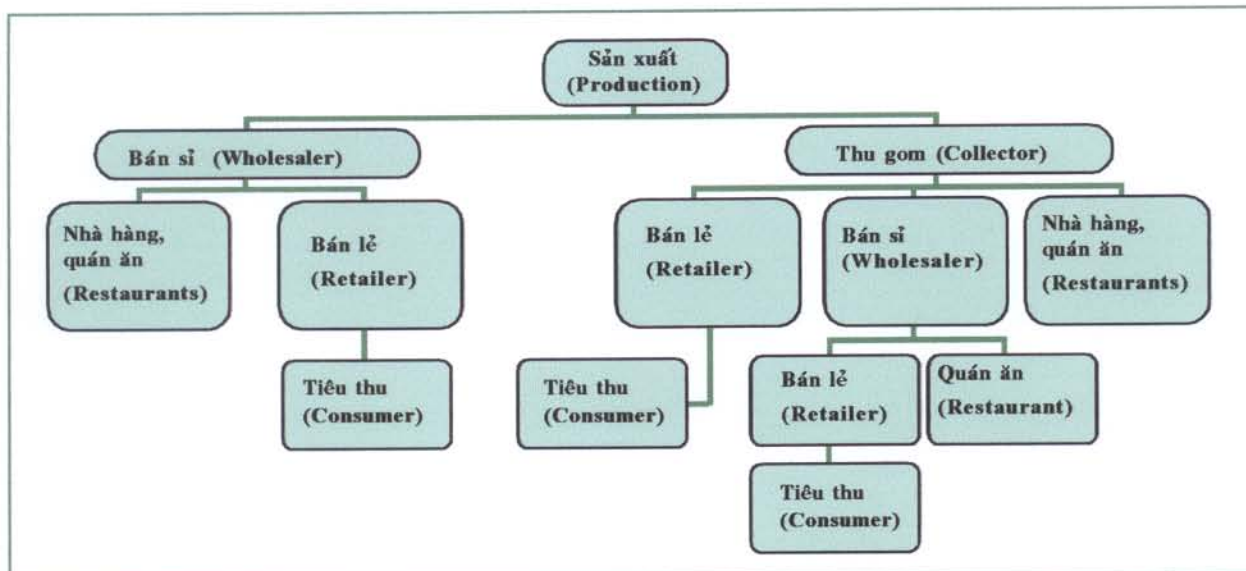 Sản xuất
(Production)
Bán sỉ (Wholesaler)
Thu gom (Collector)
Nhà hàng,
quán ăn
(Restaurants)
Bán lẻ
(Retailer)
Bán lẻ
(Retailer)
Bán sỉ
(Wholesaler)
Nhà hàng,
quán ăn
(Restaurants)
Tiêu thu
(Consumer)
Tiêu thu
(Consumer)
Bán lẻ
(Retailer)
Quán ăn
(Restaurant)
Tiêu thu
(Consumer)